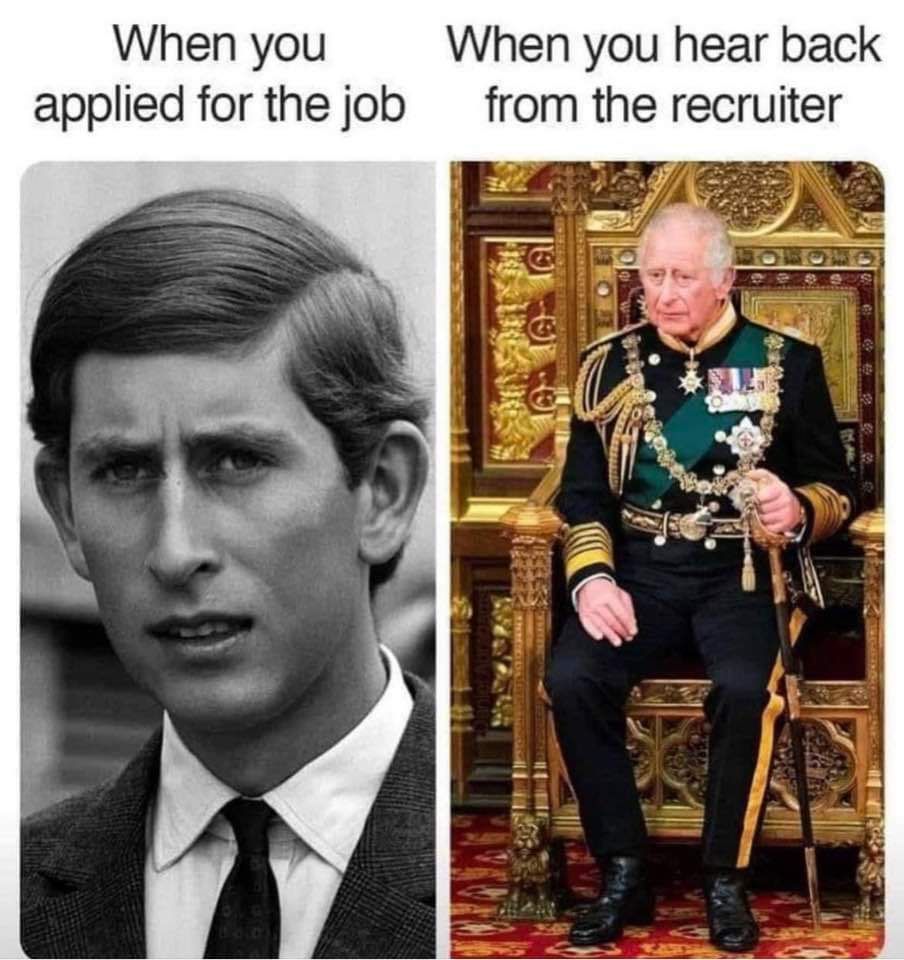 When you
applied for the job
When you hear back
from the recruiter